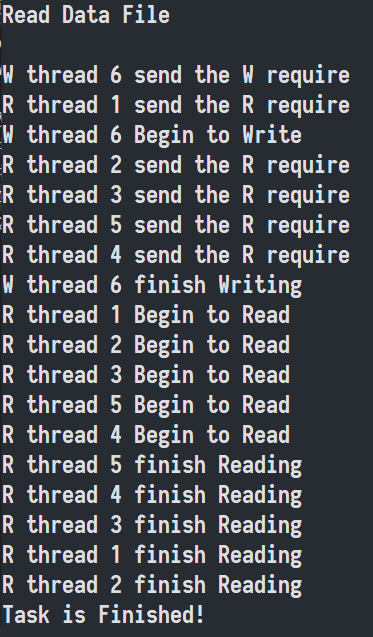 Read Data File
W thread 6 send the W require
R thread 1 send the R require
W thread 6 Begin to Write
R thread 2 send the R require
R thread 3 send the R require
R thread 5 send the R require
R thread 4 send the R require
W thread 6 finish Writing
R thread 1 Begin to Read
R thread 2 Begin to Read
R thread 3 Begin to Read
R thread 5 Begin to Read
R thread 4 Begin to Read
R thread 5 finish Reading
R thread 4 finish Reading
R thread 3 finish Reading
R thread 1 finish Reading
R thread 2 finish Reading
Task is Finished!